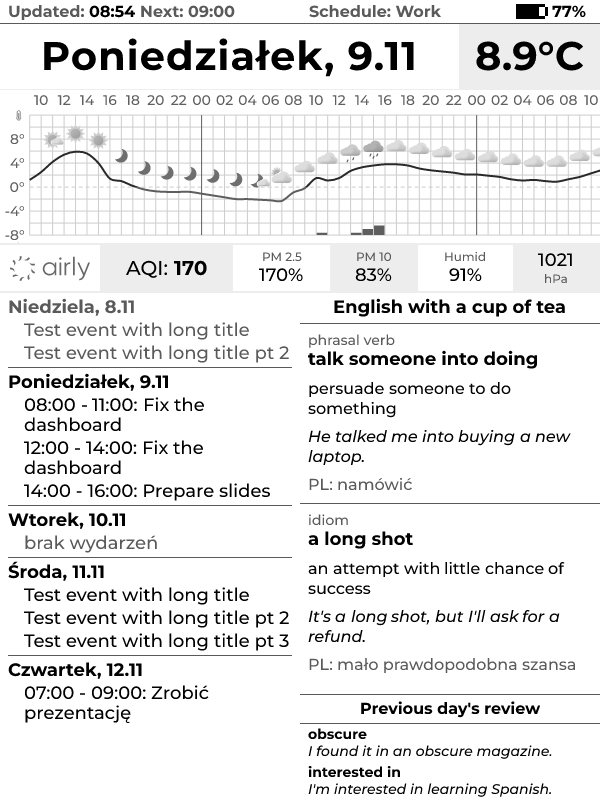 Updated: 08:54 Next: 09:00 Schedule: Work 77%
Poniedziałek, 9.11 8.9°C
10 12 14 16 18 20 22 00 02 04 06 08 10 12 14 16 18 20 22 00 02 04 06 08 10
8°
4°
0°
-4°
-8°
airly
AQI: 170
PM 2.5
170%
PM 10
83%
Humid
91%
1021
hPa
Niedziela, 8.11
Test event with long title
Test event with long title pt 2
Poniedziałek, 9.11
08:00 - 11:00: Fix the
dashboard
12:00 - 14:00: Fix the
dashboard
14:00 - 16:00: Prepare slides
Wtorek, 10.11
brak wydarzeń
Środa, 11.11
Test event with long title
Test event with long title pt 2
Test event with long title pt 3
Czwartek, 12.11
07:00 - 09:00: Zrobić
prezentację
English with a cup of tea
phrasal verb
talk someone into doing
persuade someone to do
something
He talked me into buying a new
laptop.
PL: namówić
idiom
a long shot
an attempt with little chance of
success
It's a long shot, but I'll ask for a
refund.
PL: mało prawdopodobna szansa
Previous day's review
obscure
I found it in an obscure magazine.
interested in
I'm interested in learning Spanish.